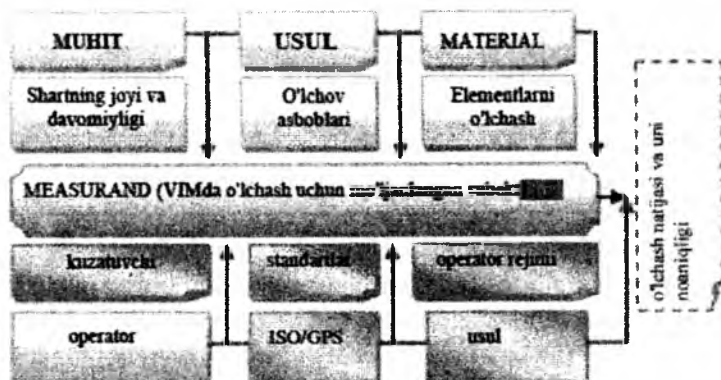 MUHIT
USUL
MATERIAL
Shartning joyi va
davomiyligi
O'lchov
asboblari
Elementlarni
o'lchash
MEASURAND (VIMda o'lchash uchun
kuzatuvchi
standartlar
operator rejimi
operator
ISO/GPS
usul
o'lchash natijasi va uni
noaniqligi